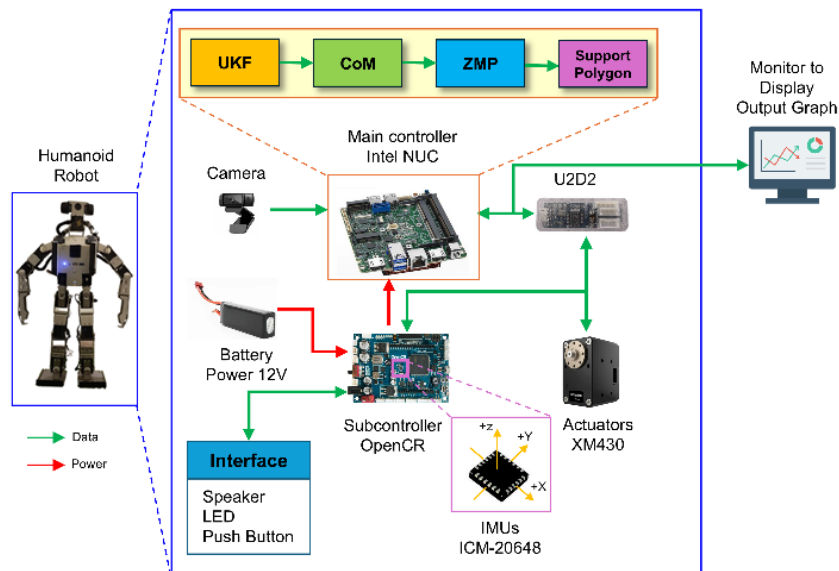 UKF
CoM
ZMP
Support
Polygon
Monitor to
Display
Output Graph
Humanoid
Robot
Main controller
Intel NUC
Camera
U2D2
Battery
Power 12V
Subcontroller
OpenCR
Actuators
XM430
Data
Power
Interface
Speaker
LED
Push Button
+z
+Y
+X
IMUs
ICM-20648